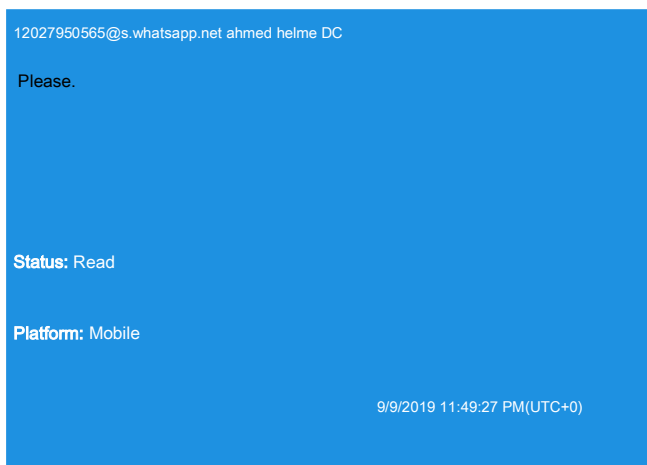 12027950565@s.whatsapp.net ahmed helme DC
Please.
Status: Read
Platform: Mobile
9/9/2019 11:49:27 PM(UTC+0)